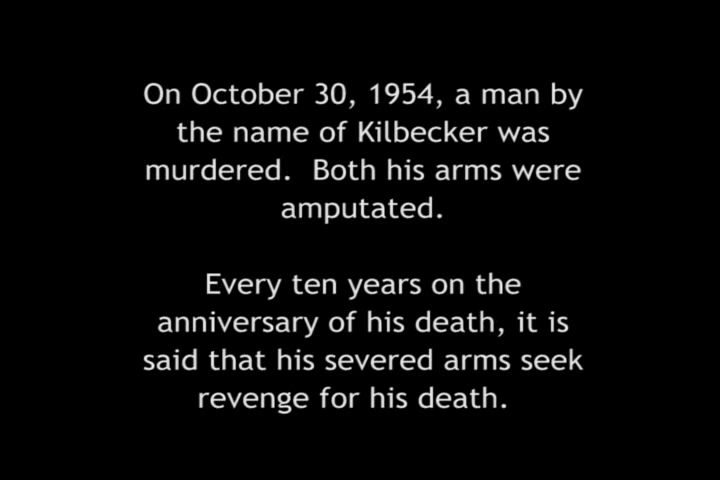 On October 30, 1954, a man by
the name of Kilbecker was
murdered.  Both his arms were
amputated.
Every ten years on the
anniversary of his death, it is
said that his severed arms seek
revenge for his death.